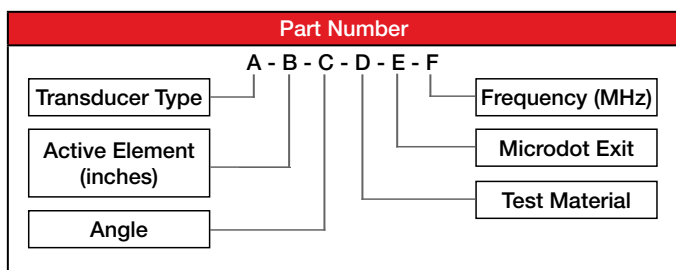 Part Number
A - B - C - D - E - F
Transducer Type
Active Element
(inches)
Angle
Frequency (MHz)
Microdot Exit
Test Material